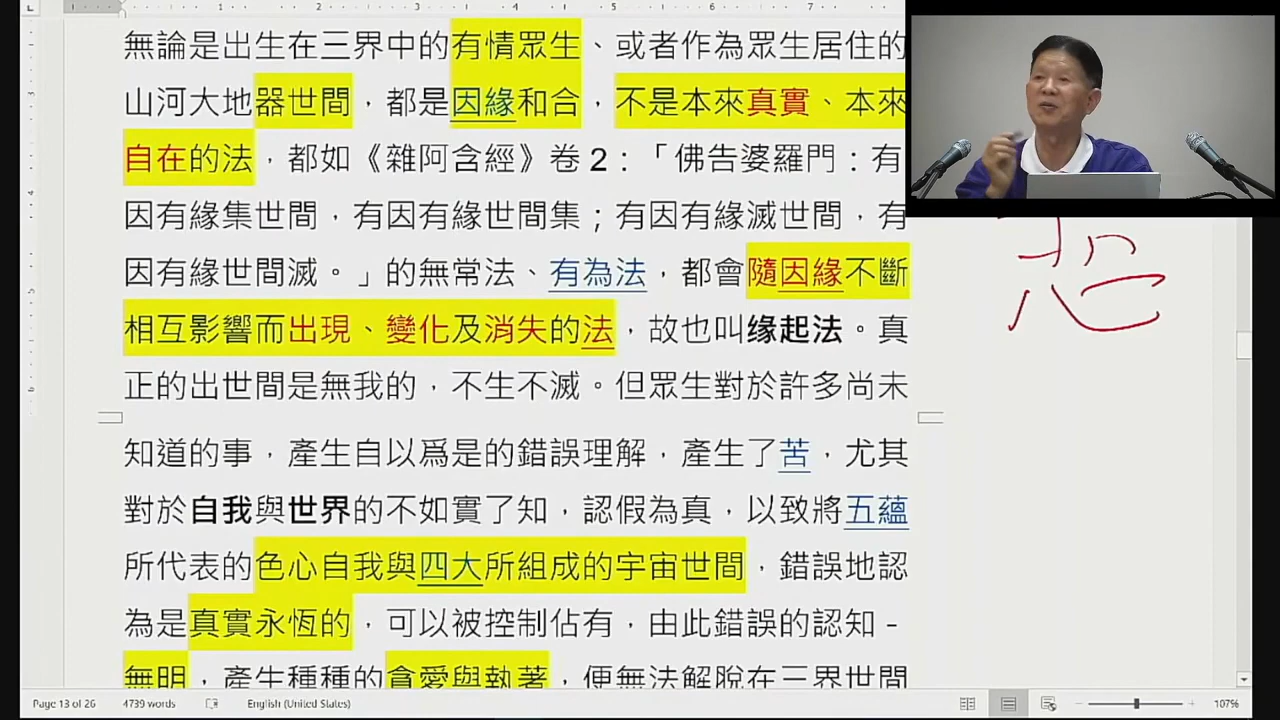 無論是出生在三界中的有情眾生、或者作為眾生居住的
山河大地器世間，都是因緣和合，不是本來真實、本來
自在的法，都如《雜阿含經》卷 2：「佛告婆羅門：有
因有緣集世間，有因有緣世間集；有因有緣滅世間，有
因有緣世間滅。」的無常法、有為法，都會隨因緣不斷
相互影響而出現、變化及消失的法，故也叫缘起法。真
正的出世間是無我的，不生不滅。但眾生對於許多尚未
知道的事，產生自以爲是的錯誤理解，產生了苦，尤其
對於自我與世界的不如實了知，認假為真，以致將五蘊
所代表的色心自我與四大所組成的宇宙世間，錯誤地認
為是真實永恆的，可以被控制佔有，由此錯誤的認知-
無明，產生種種的貪愛與執著，便無法解脫在三界世間
Page 13 of 26 4739 words English (United States) 107%